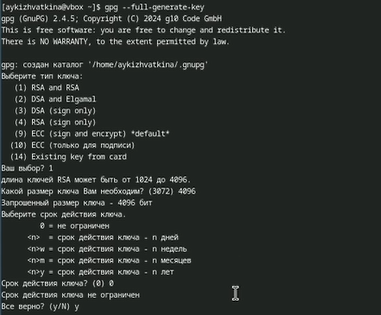 [aykizhvatkina@vbox ~]$ gpg --full-generate-key
gpg (GnuPG) 2.4.5; Copyright (C) 2024 g10 Code GmbH
This is free software: you are free to change and redistribute it.
There is NO WARRANTY, to the extent permitted by law.

gpg: создан каталог '/home/aykizhvatkina/.gnupg'
Выберите тип ключа:
   (1) RSA and RSA
   (2) DSA and Elgamal
   (3) DSA (sign only)
   (4) RSA (sign only)
   (9) ECC (sign and encrypt) *default*
  (10) ECC (только для подписи)
  (14) Existing key from card
Ваш выбор? 1
длина ключей RSA может быть от 1024 до 4096.
Какой размер ключа Вам необходим? (3072) 4096
Запрошенный размер ключа - 4096 бит
Выберите срок действия ключа.
         0 = не ограничен
      <n>  = срок действия ключа - n дней
      <n>w = срок действия ключа - n недель
      <n>m = срок действия ключа - n месяцев
      <n>y = срок действия ключа - n лет
Срок действия ключа? (0) 0
Срок действия ключа не ограничен
Все верно? (y/N) y